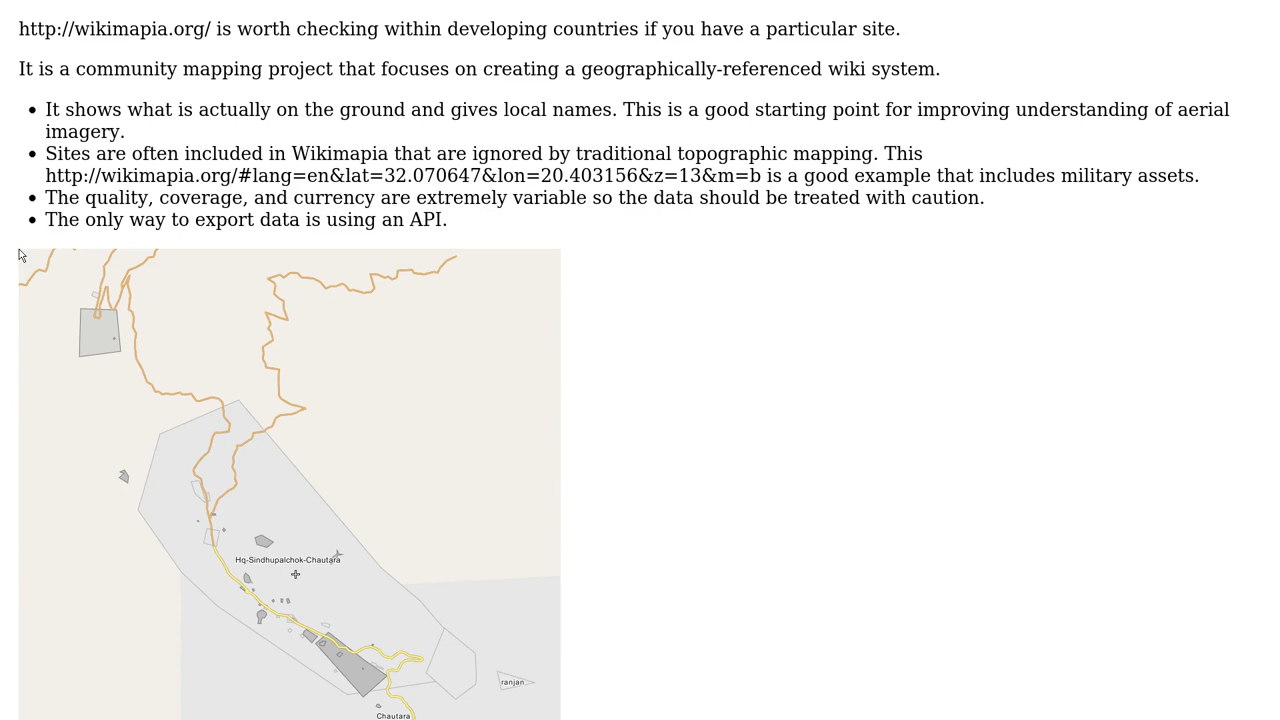 http://wikimapia.org/ is worth checking within developing countries if you have a particular site.
It is a community mapping project that focuses on creating a geographically-referenced wiki system.
It shows what is actually on the ground and gives local names. This is a good starting point for improving understanding of aerial
imagery.
Sites are often included in Wikimapia that are ignored by traditional topographic mapping. This
http://wikimapia.org/#lang=en&lat=32.070647&lon=20.403156&z=13&m=b is a good example that includes military assets.
The quality, coverage, and currency are extremely variable so the data should be treated with caution.
The only way to export data is using an API.
Hq-Sindhupalchok-Chautara
ranjan
Chautara